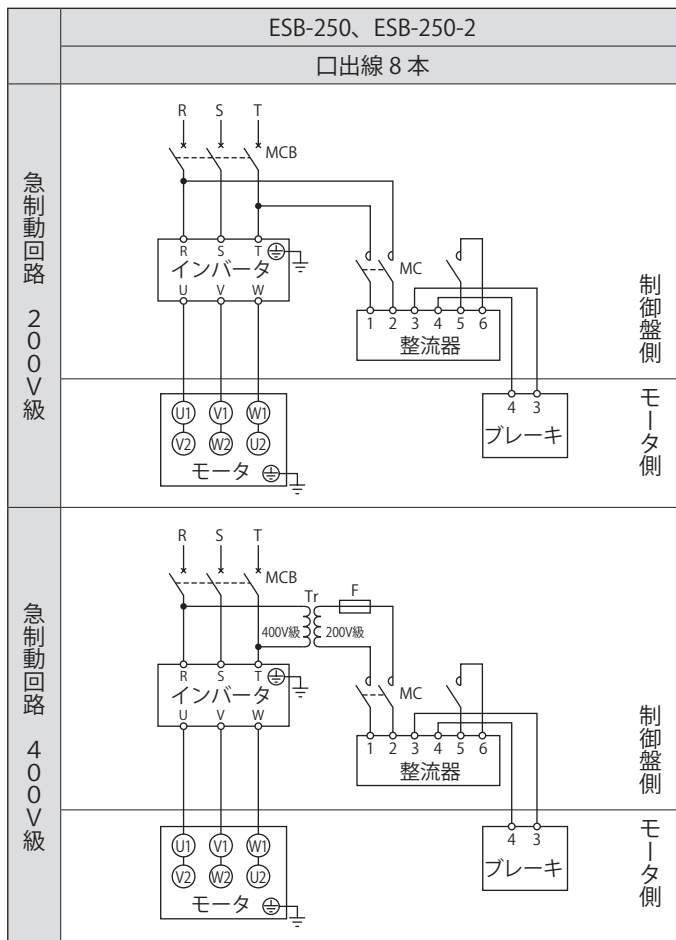 ESB-250、ESB-250-2
口出線 8 本
急制動回路 200V級
R S T
MCB
R S T
インバータ
U V W
MC
1 2 3 4 5 6
整流器
制御盤側
U1 V1 W1
V2 W2 U2
モータ
4 3
ブレーキ
モータ側
急制動回路 400V級
R S T
MCB
Tr F
400V級 200V級
R S T
インバータ
U V W
MC
1 2 3 4 5 6
整流器
制御盤側
U1 V1 W1
V2 W2 U2
モータ
4 3
ブレーキ
モータ側